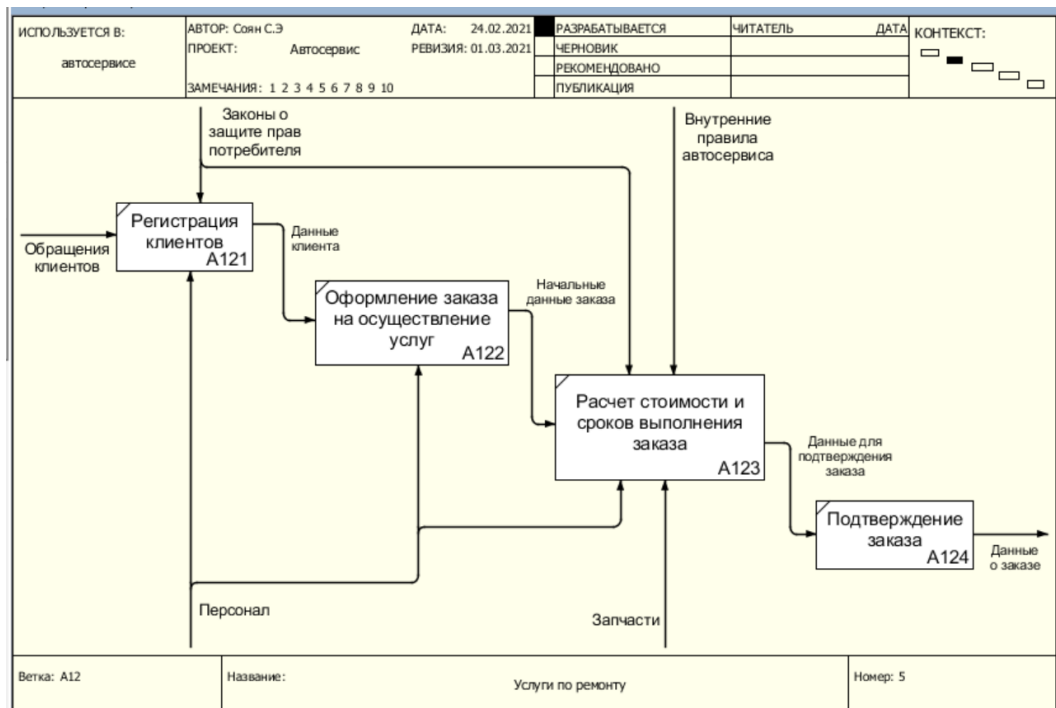 ИСПОЛЬЗУЕТСЯ В:
автосервисе
АВТОР: Соян С.Э
ДАТА: 24.02.2021
ПРОЕКТ: Автосервис
РЕВИЗИЯ: 01.03.2021
ЗАМЕЧАНИЯ: 1 2 3 4 5 6 7 8 9 10
РАЗРАБАТЫВАЕТСЯ
ЧЕРНОВИК
РЕКОМЕНДОВАНО
ПУБЛИКАЦИЯ
ЧИТАТЕЛЬ
ДАТА
КОНТЕКСТ:
Законы о
защите прав
потребителя
Внутренние
правила
автосервиса
Обращения
клиентов
Регистрация
клиентов
A121
Данные
клиента
Оформление заказа
на осуществление
услуг
A122
Начальные
данные заказа
Расчет стоимости и
сроков выполнения
заказа
A123
Данные для
подтверждения
заказа
Подтверждение
заказа
A124
Данные
о заказе
Персонал
Запчасти
Ветка: A12
Название:
Услуги по ремонту
Номер: 5